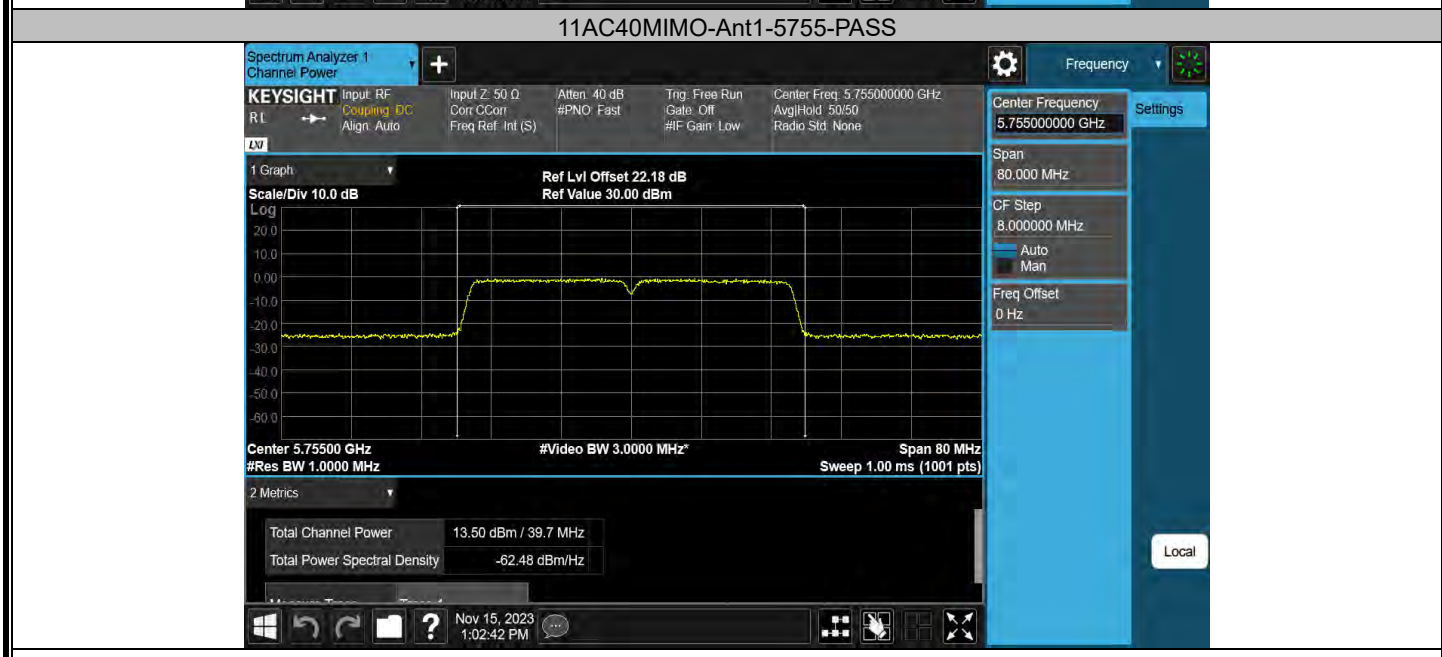 11AC40MIMO-Ant1-5755-PASS
Spectrum Analyzer 1
Channel Power
+
Frequency
KEYSIGHT
RL
LXI
Input: RF
Coupling: DC
Align: Auto
Input Z: 50 Ω
Corr CCorr
Freq Ref: Int (S)
Atten: 40 dB
#PNO: Fast
Trig: Free Run
Gate: Off
#IF Gain: Low
Center Freq: 5.755000000 GHz
Avg|Hold: 50/50
Radio Std: None
Center Frequency
5.755000000 GHz
Settings
Span
80.000 MHz
CF Step
8.000000 MHz
Auto
Man
Freq Offset
0 Hz
1 Graph
Scale/Div 10.0 dB
Ref Lvl Offset 22.18 dB
Ref Value 30.00 dBm
Log
20.0
10.0
0.00
-10.0
-20.0
-30.0
-40.0
-50.0
-60.0
Center 5.75500 GHz
#Res BW 1.0000 MHz
#Video BW 3.0000 MHz*
Span 80 MHz
Sweep 1.00 ms (1001 pts)
2 Metrics
Total Channel Power 13.50 dBm / 39.7 MHz
Total Power Spectral Density -62.48 dBm/Hz
Local
?
Nov 15, 2023
1:02:42 PM